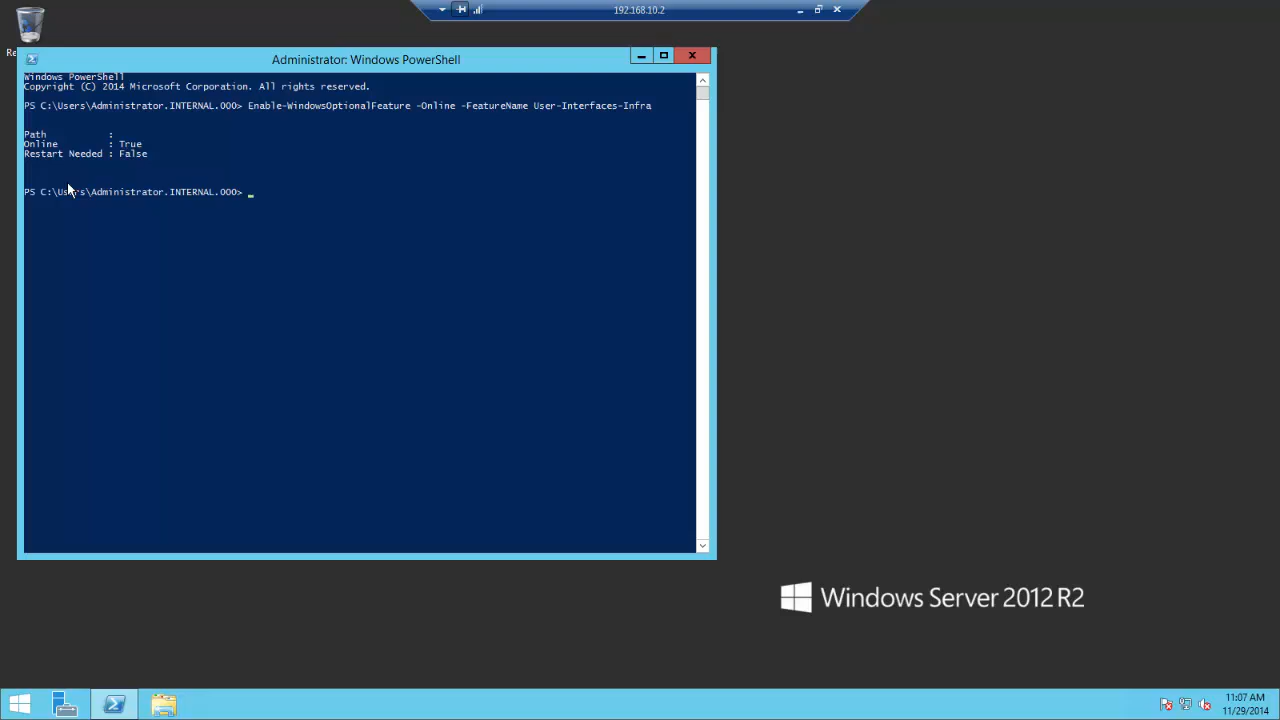 192.168.10.2
Re
Administrator: Windows PowerShell
Windows PowerShell
Copyright (C) 2014 Microsoft Corporation. All rights reserved.
PS C:\Users\Administrator.INTERNAL.000> Enable-WindowsOptionalFeature -Online -FeatureName User-Interfaces-Infra
Path :
Online : True
Restart Needed : False
PS C:\Users\Administrator.INTERNAL.000> _
Windows Server 2012 R2
11:07 AM
11/29/2014